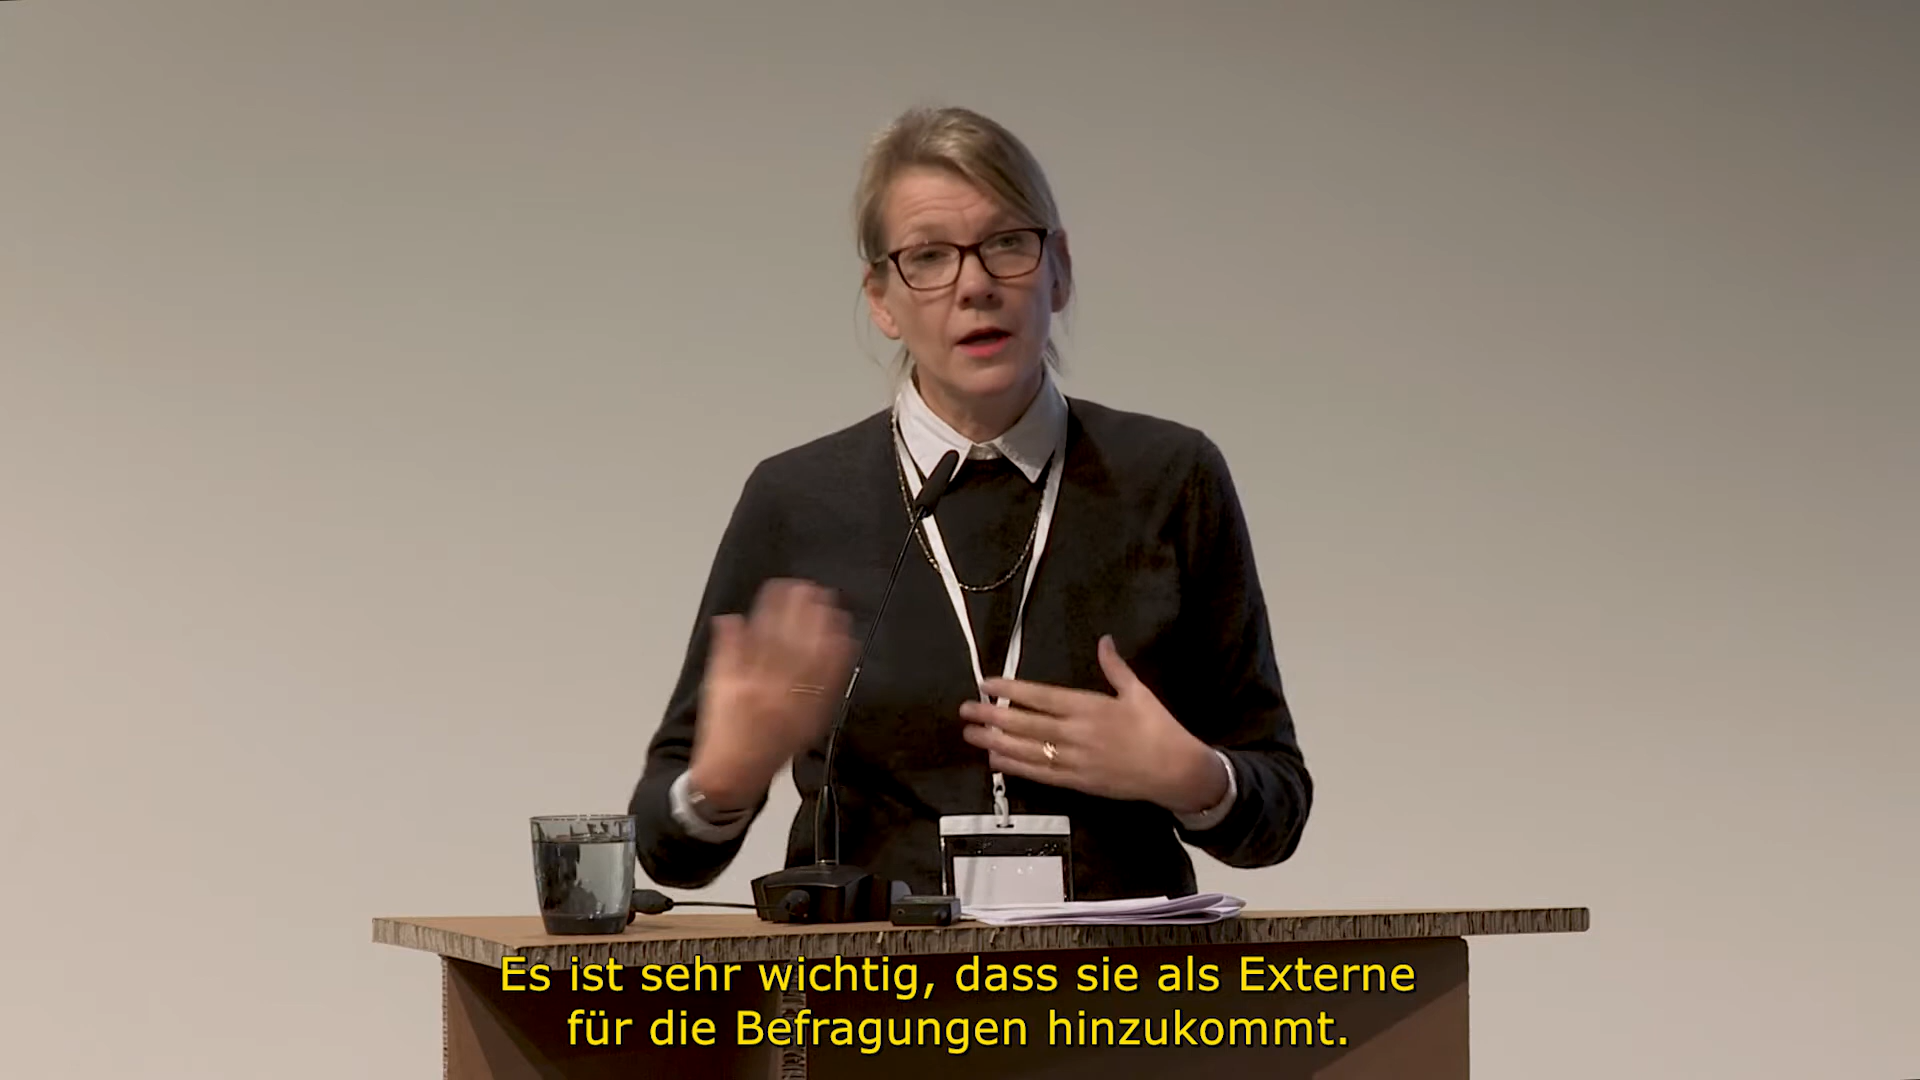 Es ist sehr wichtig, dass sie als Externe
für die Befragungen hinzukommt.